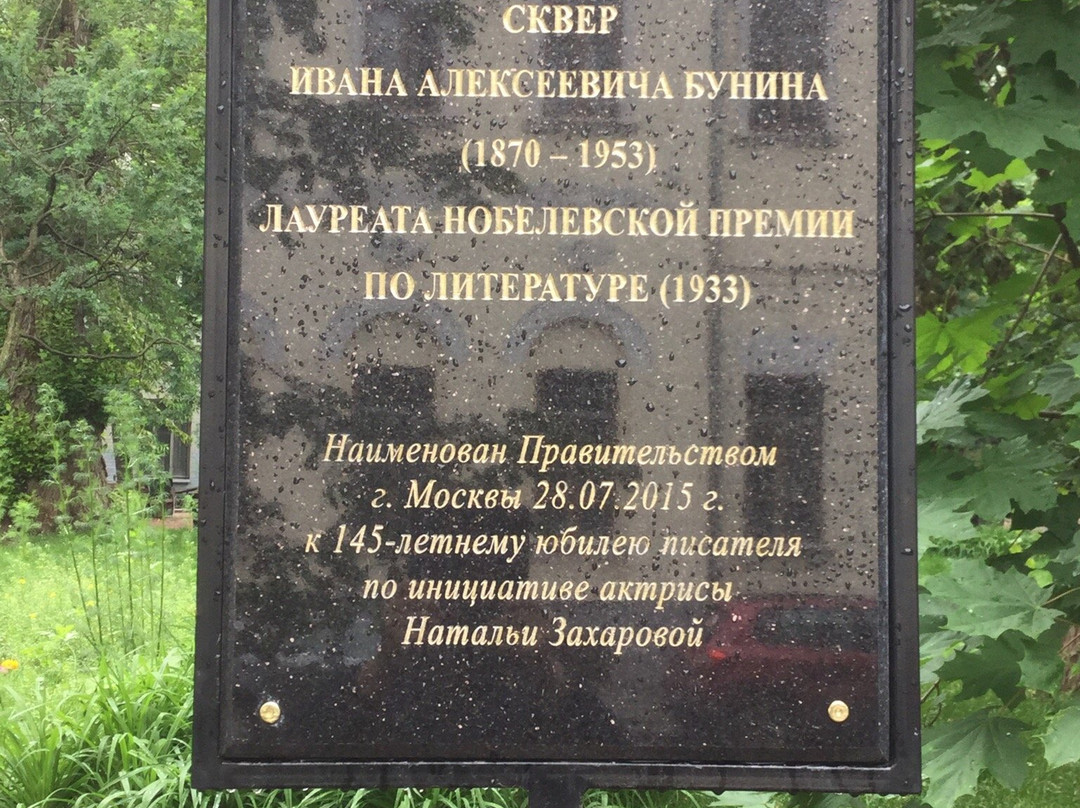 СКВЕР
ИВАНА АЛЕКСЕЕВИЧА БУНИНА
(1870 – 1953)
ЛАУРЕАТА НОБЕЛЕВСКОЙ ПРЕМИИ
ПО ЛИТЕРАТУРЕ (1933)
Наименован Правительством
г. Москвы 28.07.2015 г.
к 145-летнему юбилею писателя
по инициативе актрисы
Натальи Захаровой